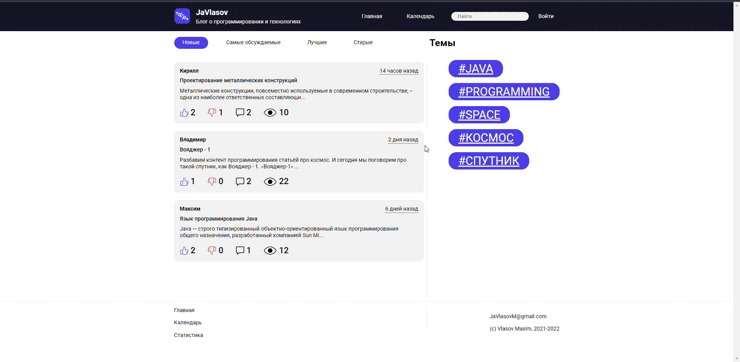 JaVlasov
Блог о программировании и технологиях
Главная
Календарь
Найти
Войти
Новые
Самые обсуждаемые
Лучшие
Старые
Темы
Кирилл
14 часов назад
Проектирование металлических конструкций
Металлические конструкции, повсеместно используемые в современном строительстве, –
одна из наиболее ответственных составляющи...
2
1
2
10
Владимир
2 дня назад
Вояджер - 1
Разбавим контент программирования статьёй про космос. И сегодня мы поговорим про
такой спутник, как Вояджер - 1. «Вояджер-1» ...
1
0
2
22
Максим
6 дней назад
Язык программирования Java
Java — строго типизированный объектно-ориентированный язык программирования
общего назначения, разработанный компанией Sun Mi...
2
0
1
12
#JAVA
#PROGRAMMING
#SPACE
#КОСМОС
#СПУТНИК
Главная
Календарь
Статистика
JaVlasovM@gmail.com
(c) Vlasov Maxim, 2021-2022